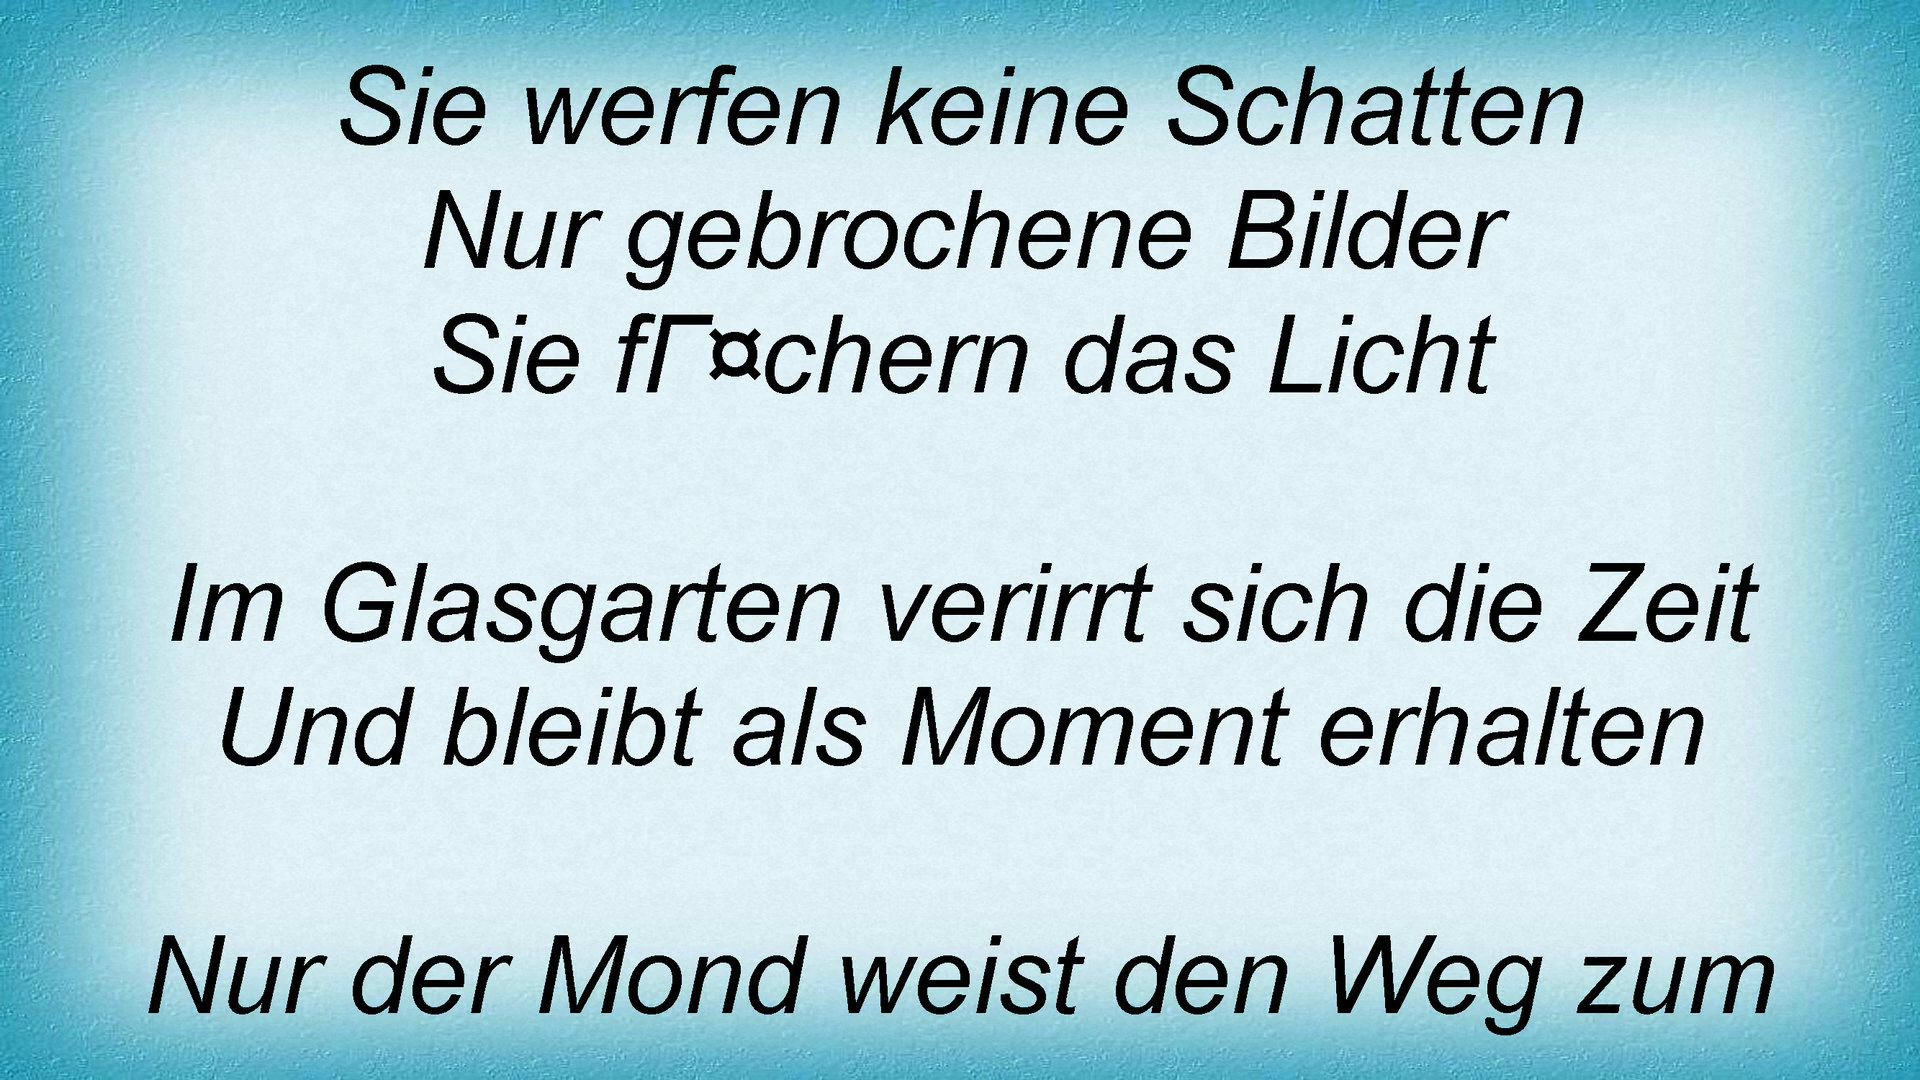 Sie werfen keine Schatten
Nur gebrochene Bilder
Sie fГ¤chern das Licht
Im Glasgarten verirrt sich die Zeit
Und bleibt als Moment erhalten
Nur der Mond weist den Weg zum